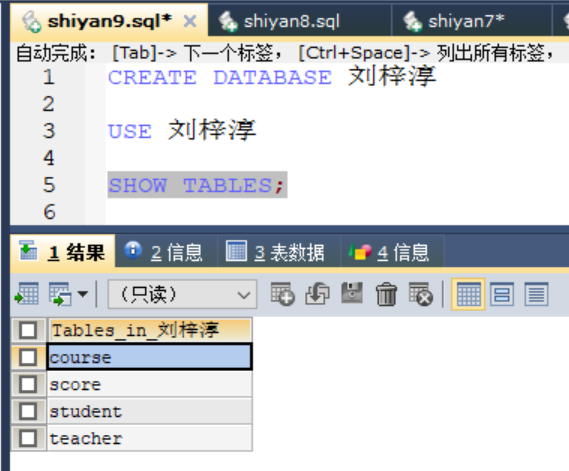 shiyan9.sql* × shiyan8.sql shiyan7*
自动完成： [Tab]-> 下一个标签， [Ctrl+Space]-> 列出所有标签，
1 CREATE DATABASE 刘梓淳
2
3 USE 刘梓淳
4
5 SHOW TABLES;
6
1 结果 2 信息 3 表数据 4 信息
（只读）
Tables_in_刘梓淳
course
score
student
teacher